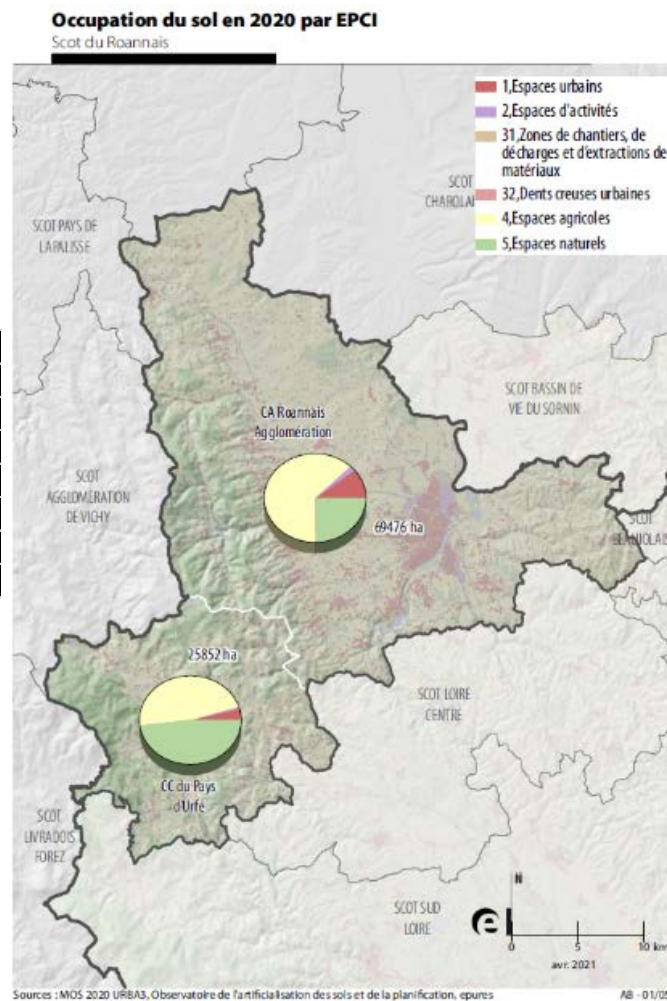 Occupation du sol en 2020 par EPCI
Scot du Roannais
1,Espaces urbains
2,Espaces d'activités
31,Zones de chantiers, de
décharges et d'extractions de
matériaux
32,Dents creuses urbaines
4,Espaces agricoles
5,Espaces naturels
SCOT
SCOT PAYS DE
LAPALISSE
SCOT BASSIN DE
VIE DU SORNIN
CA Roannais
Agglomération
SCOT
AGGLOMÉRATION
DE VICHY
69476 ha
SCOT
25852 ha
SCOT LOIRE
CENTRE
CC du Pays
d'Urfé
SCOT
LIVRADOIS
FOREZ
SCOT SUD
LOIRE
N
0 5 10 km
avr. 2021
Sources : MOS 2020 URBA3, Observatoire de l'artificialisation des sols et de la planification, epures
AB - 01/0